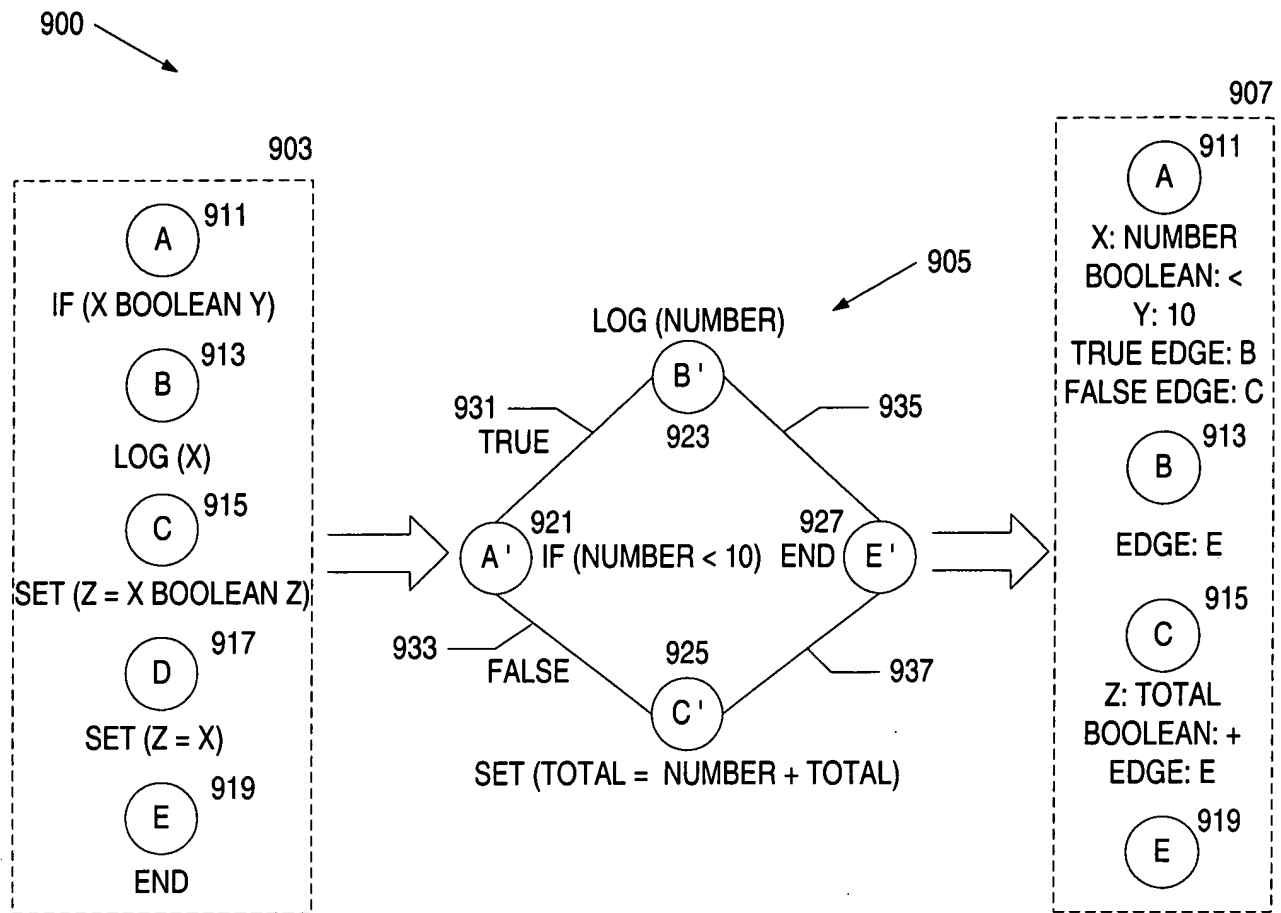 900
903
A 911
IF (X BOOLEAN Y)
B 913
LOG (X)
C 915
SET (Z = X BOOLEAN Z)
D 917
SET (Z = X)
E 919
END
905
LOG (NUMBER)
B'
923
931
TRUE
935
A' 921
IF (NUMBER < 10)
927
END E'
933
FALSE
925
C'
937
SET (TOTAL = NUMBER + TOTAL)
907
A 911
X: NUMBER
BOOLEAN: <
Y: 10
TRUE EDGE: B
FALSE EDGE: C
B 913
EDGE: E
C 915
Z: TOTAL
BOOLEAN: +
EDGE: E
E 919